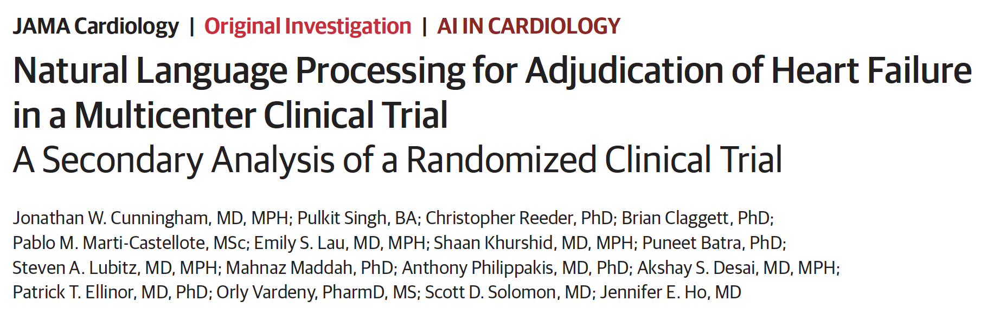 JAMA Cardiology | Original Investigation | AI IN CARDIOLOGY
Natural Language Processing for Adjudication of Heart Failure
in a Multicenter Clinical Trial
A Secondary Analysis of a Randomized Clinical Trial
Jonathan W. Cunningham, MD, MPH; Pulkit Singh, BA; Christopher Reeder, PhD; Brian Claggett, PhD;
Pablo M. Marti-Castellote, MSc; Emily S. Lau, MD, MPH; Shaan Khurshid, MD, MPH; Puneet Batra, PhD;
Steven A. Lubitz, MD, MPH; Mahnaz Maddah, PhD; Anthony Philippakis, MD, PhD; Akshay S. Desai, MD, MPH;
Patrick T. Ellinor, MD, PhD; Orly Vardeny, PharmD, MS; Scott D. Solomon, MD; Jennifer E. Ho, MD